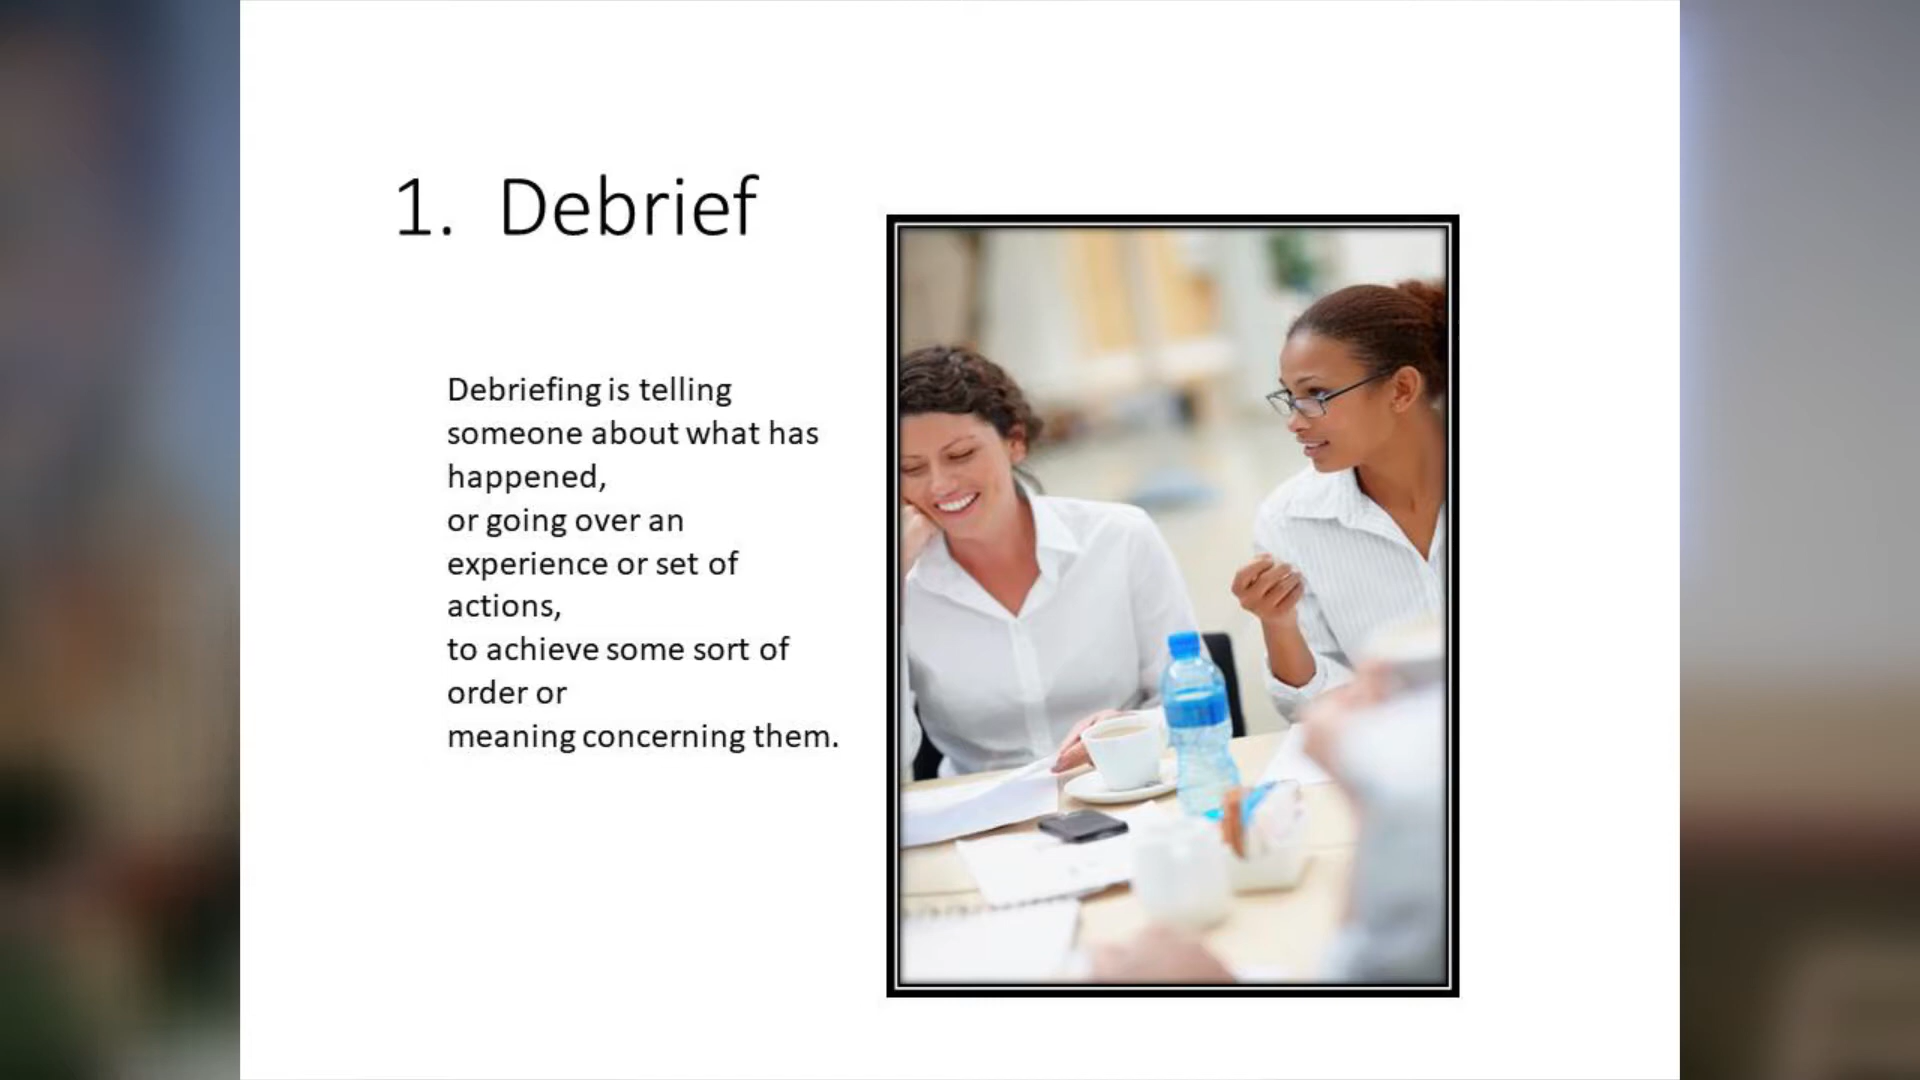 1. Debrief
Debriefing is telling
someone about what has
happened,
or going over an
experience or set of
actions,
to achieve some sort of
order or
meaning concerning them.